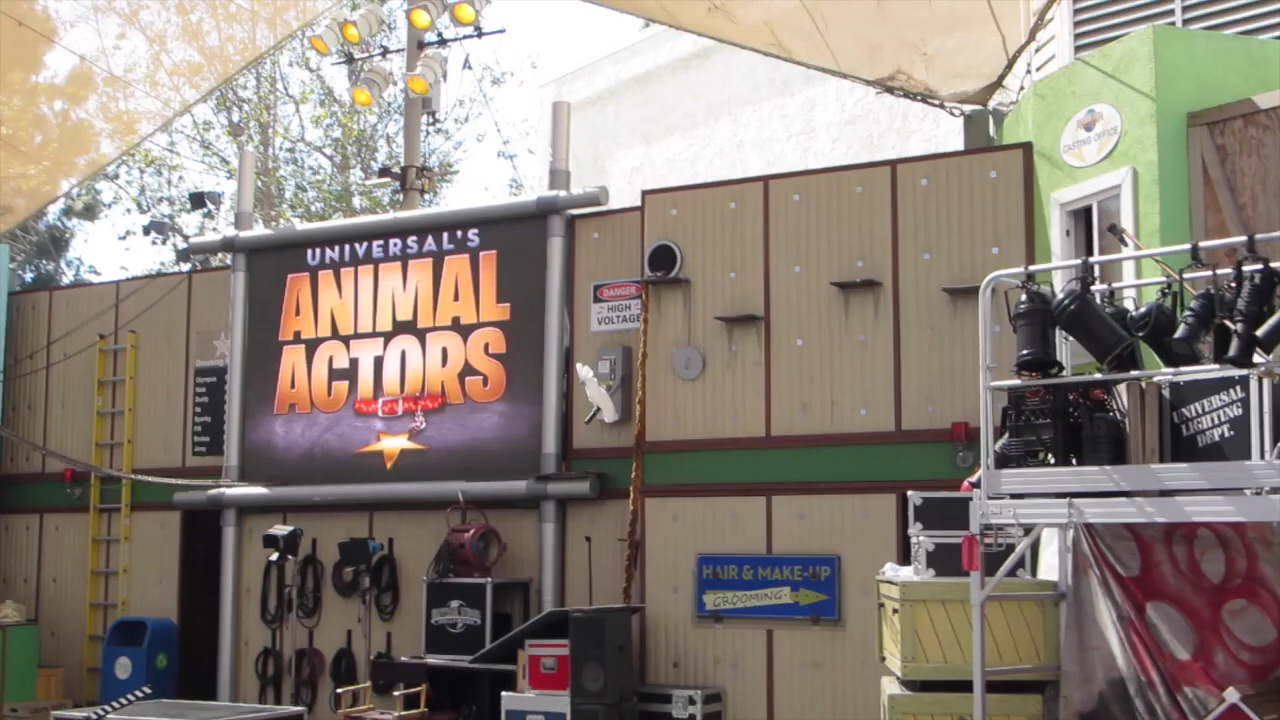 UNIVERSAL'S
ANIMAL
ACTORS
DANGER
HIGH
VOLTAGE
CASTING OFFICE
UNIVERSAL
LIGHTING
DEPT.
HAIR & MAKE-UP
GROOMING